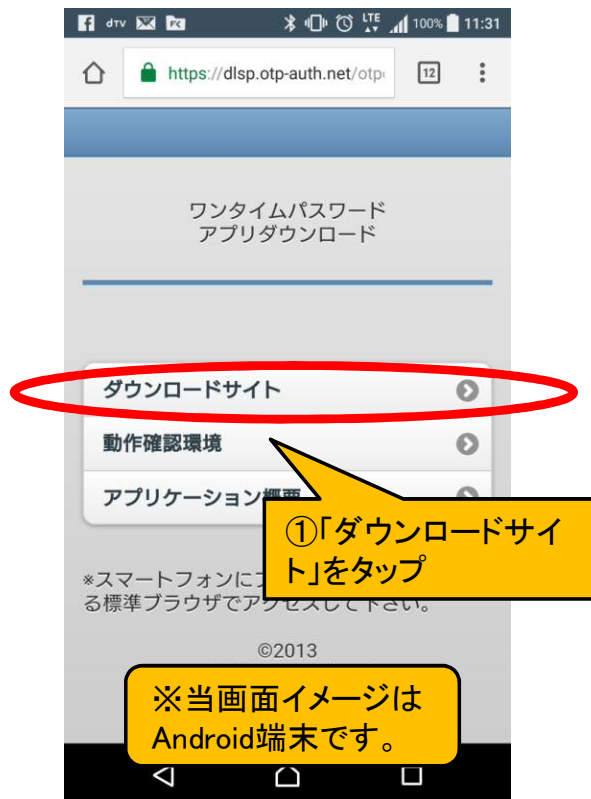 dTV
LTE
100%
11:31
https://dlsp.otp-auth.net/otp
12
ワンタイムパスワード
アプリダウンロード
ダウンロードサイト
動作確認環境
アプリケーション概要
①「ダウンロードサイ
ト」をタップ
※スマートフォンに
る標準ブラウザでアクセスして下さい。
©2013
※当画面イメージは
Android端末です。